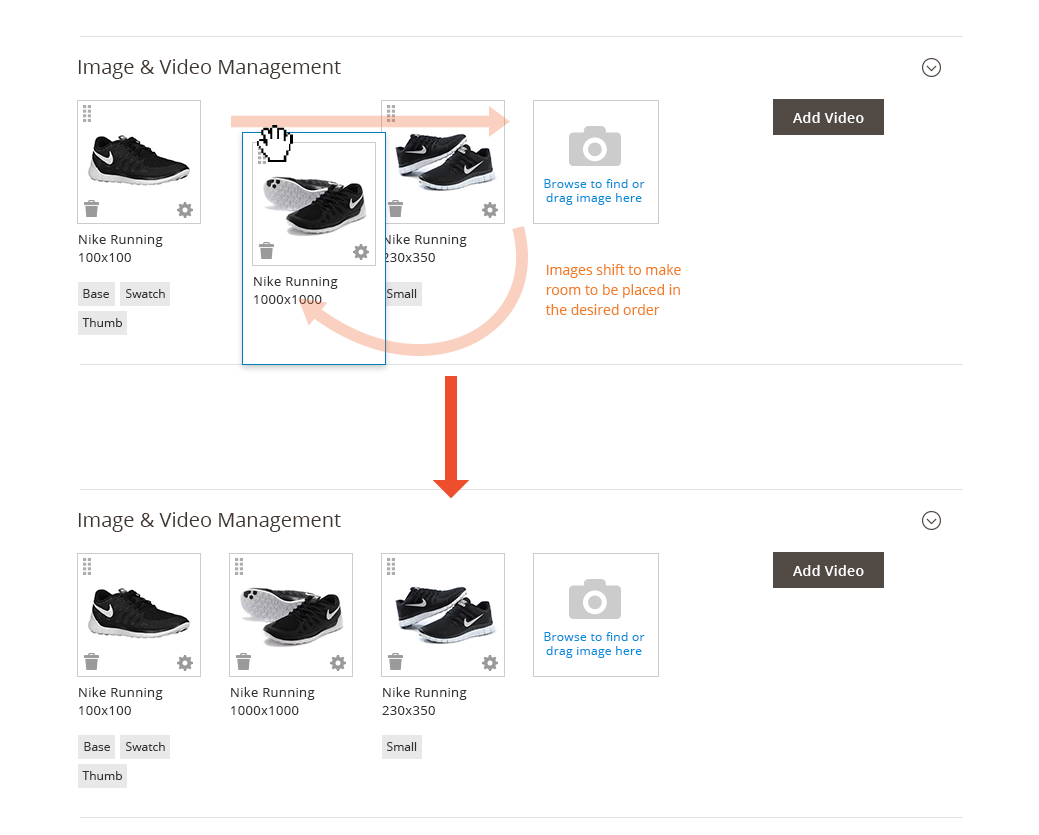 Image & Video Management
Add Video
Browse to find or
drag image here
Nike Running
100x100
Base Swatch
Thumb
Nike Running
1000x1000
Nike Running
230x350
Small
Images shift to make
room to be placed in
the desired order
Image & Video Management
Add Video
Browse to find or
drag image here
Nike Running
100x100
Base Swatch
Thumb
Nike Running
1000x1000
Nike Running
230x350
Small